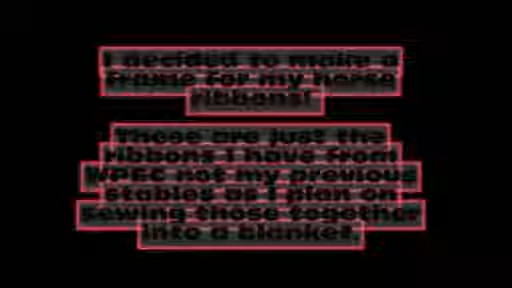 I decided to make a
frame for my horse
ribbons!
These are just the
ribbons I have from
WPEC not my previous
stables as I plan on
sewing those together
into a blanket.